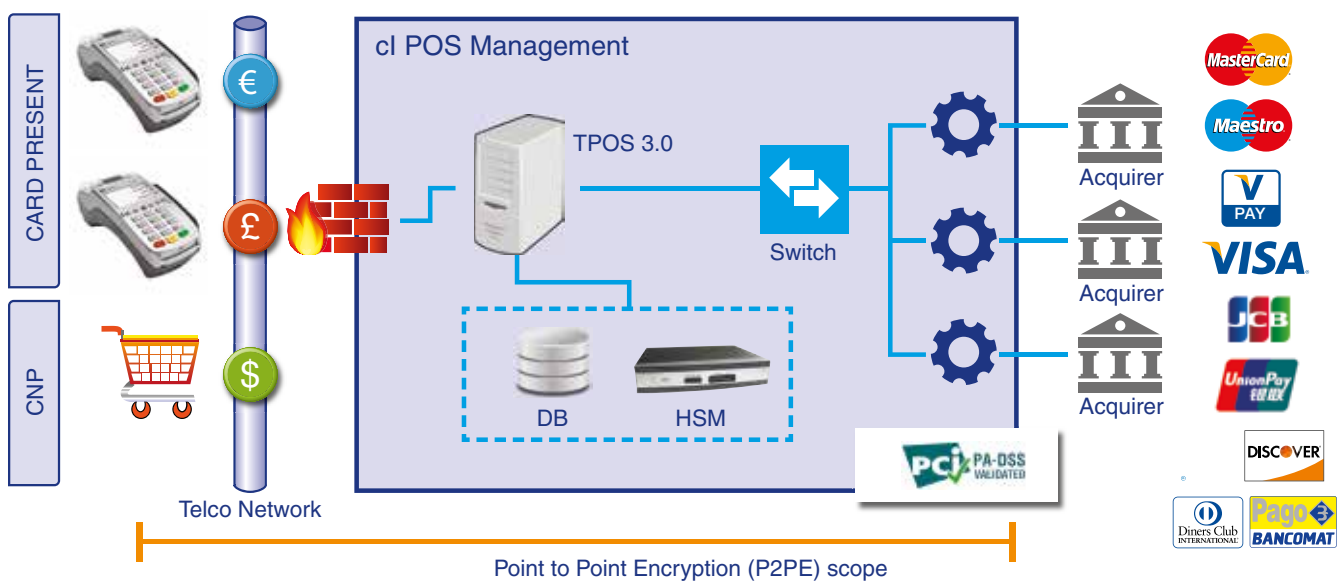 CARD PRESENT
CNP
€
£
$
Telco Network
cI POS Management
TPOS 3.0
DB
HSM
Switch
Acquirer
Acquirer
Acquirer
PCI
PA-DSS
VALIDATED
MasterCard
Maestro
V
PAY
VISA
JCB
UnionPay
银联
DISCOVER
®
Diners Club
INTERNATIONAL
Pago
BANCOMAT
Point to Point Encryption (P2PE) scope